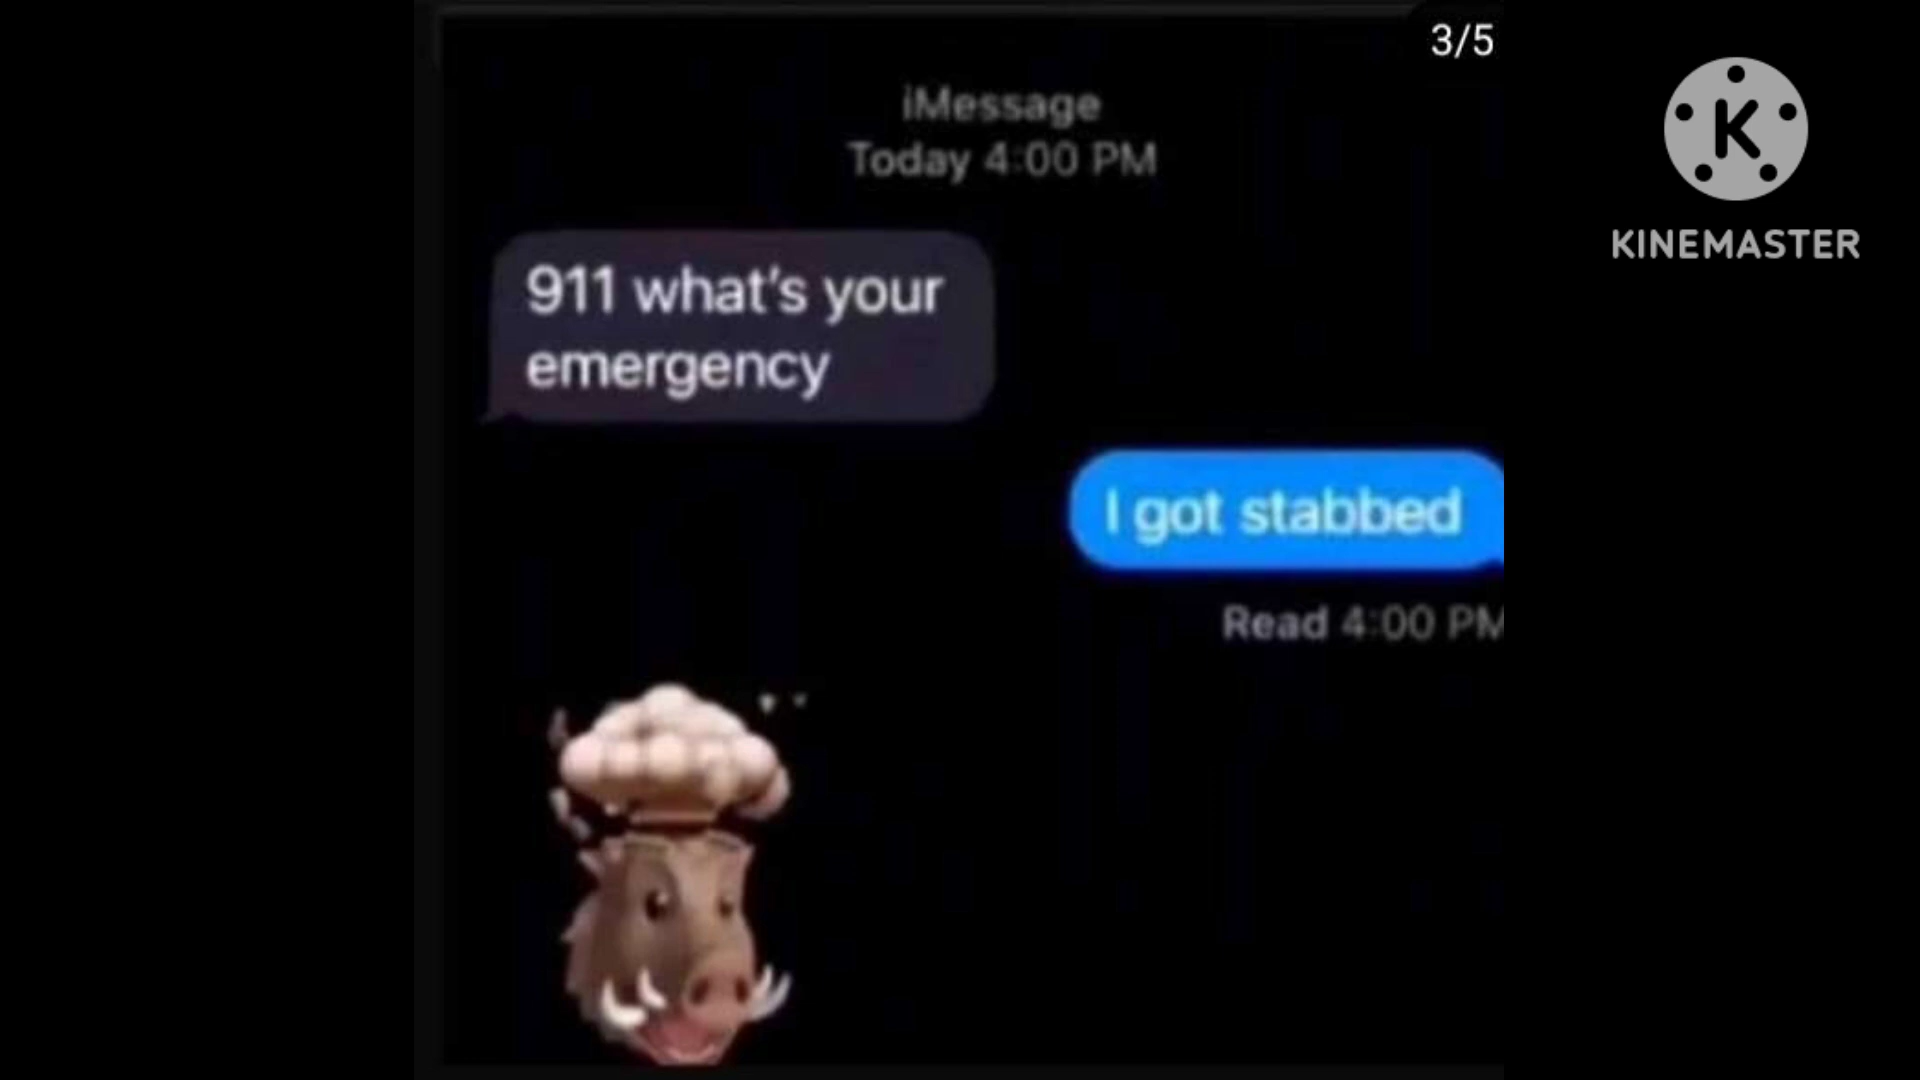 3/5
iMessage
Today 4:00 PM
911 what's your
emergency
I got stabbed
Read 4:00 PM
K
KINEMASTER